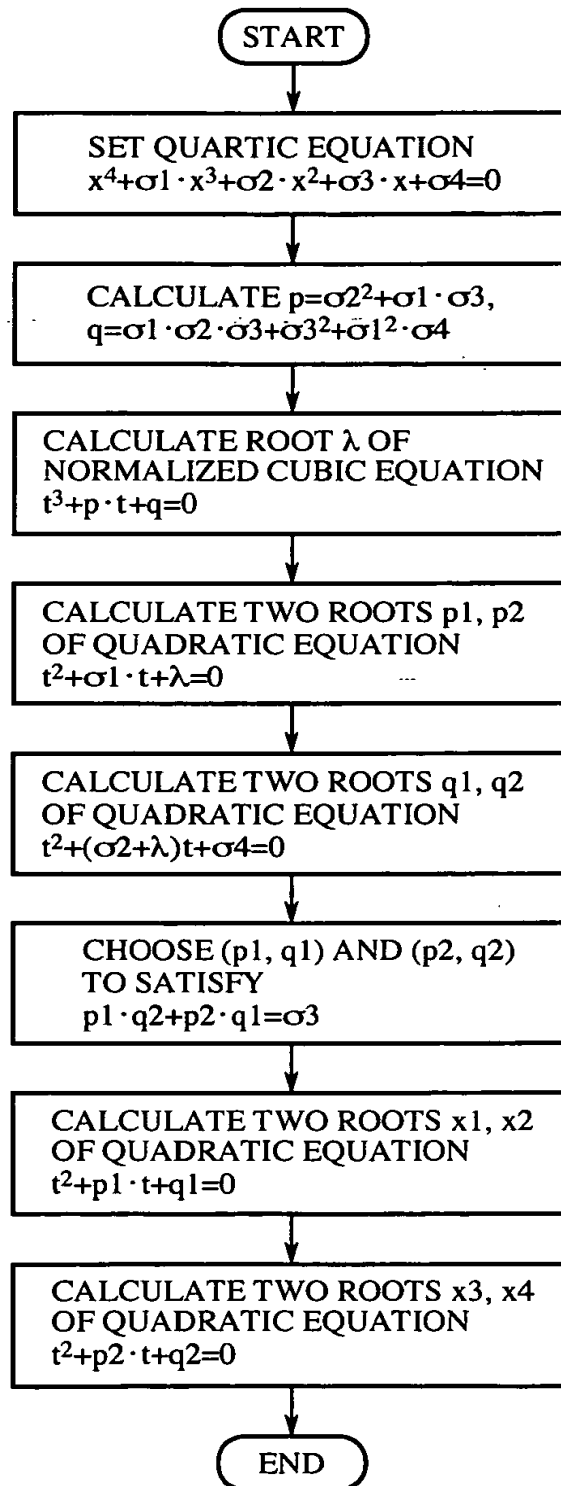 START
SET QUARTIC EQUATION
x⁴+σ1·x³+σ2·x²+σ3·x+σ4=0
CALCULATE p=σ2²+σ1·σ3,
q=σ1·σ2·σ3+σ3²+σ1²·σ4
CALCULATE ROOT λ OF
NORMALIZED CUBIC EQUATION
t³+p·t+q=0
CALCULATE TWO ROOTS p1, p2
OF QUADRATIC EQUATION
t²+σ1·t+λ=0
CALCULATE TWO ROOTS q1, q2
OF QUADRATIC EQUATION
t²+(σ2+λ)t+σ4=0
CHOOSE (p1, q1) AND (p2, q2)
TO SATISFY
p1·q2+p2·q1=σ3
CALCULATE TWO ROOTS x1, x2
OF QUADRATIC EQUATION
t²+p1·t+q1=0
CALCULATE TWO ROOTS x3, x4
OF QUADRATIC EQUATION
t²+p2·t+q2=0
END